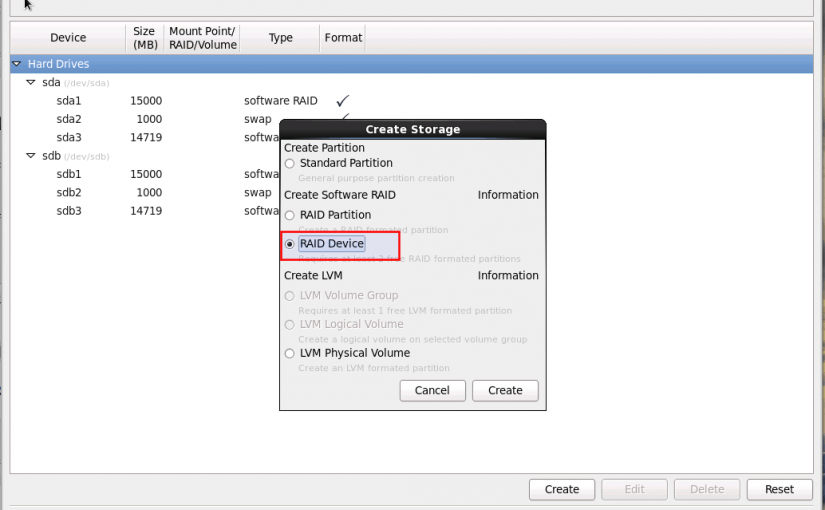 Device Size (MB) Mount Point/ RAID/Volume Type Format
Hard Drives
sda (/dev/sda)
sda1 15000 software RAID ✓
sda2 1000 swap
sda3 14719 softwa
sdb (/dev/sdb)
sdb1 15000 softwa
sdb2 1000 swap
sdb3 14719 softwa
Create Storage
Create Partition
Standard Partition
General purpose partition creation
Create Software RAID Information
RAID Partition
Create a RAID formated partition
RAID Device
Requires at least 2 free RAID formated partitions
Create LVM Information
LVM Volume Group
Requires at least 1 free LVM formated partition
LVM Logical Volume
Create a logical volume on selected volume group
LVM Physical Volume
Create an LVM formated partition
Cancel Create
Create Edit Delete Reset